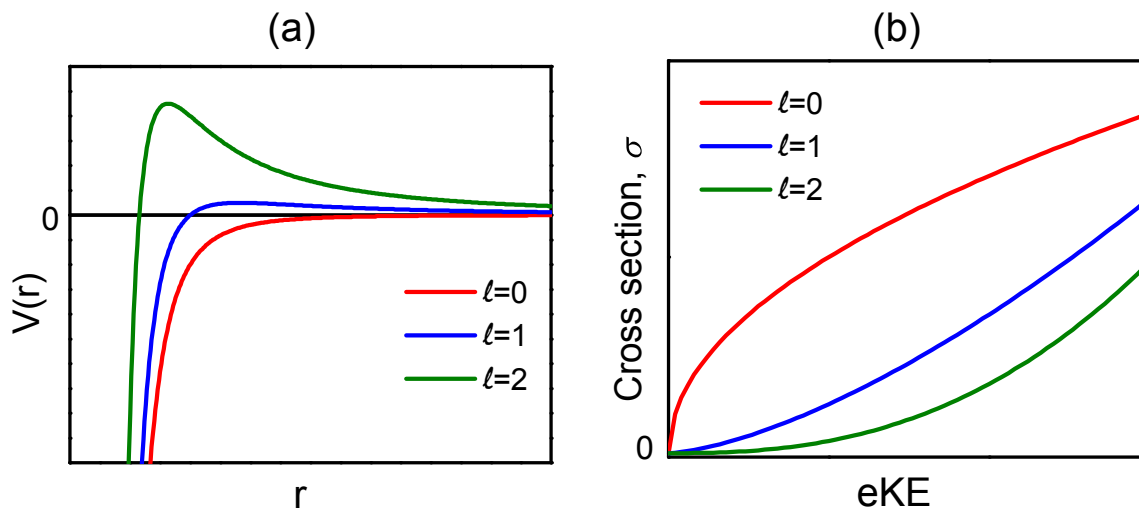 (a)
0
V(r)
ℓ=0
ℓ=1
ℓ=2
r
(b)
ℓ=0
ℓ=1
ℓ=2
Cross section, σ
0
eKE